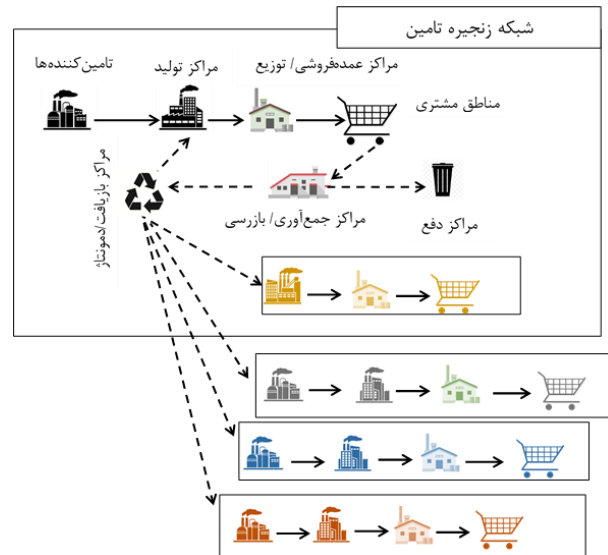 شبکه زنجیره تامین
تامین‌کننده‌ها
مراکز تولید
مراکز عمده‌فروشی/ توزیع
مناطق مشتری
مراکز بازیافت/دمونتاژ
مراکز جمع‌آوری/ بازرسی
مراکز دفع